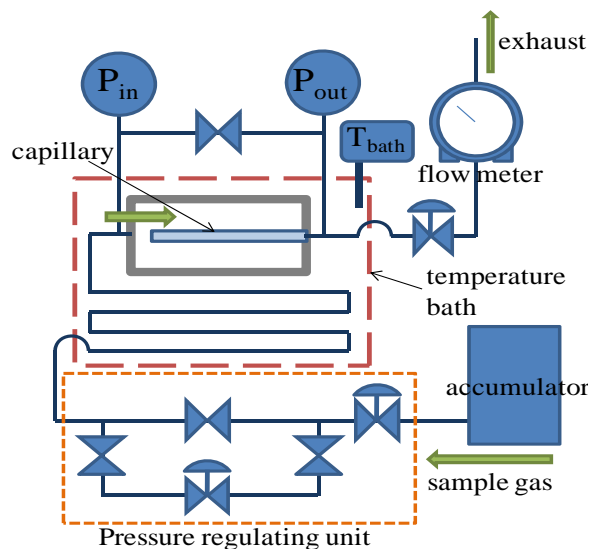 exhaust
P_in
P_out
T_bath
capillary
flow meter
temperature
bath
accumulator
sample gas
Pressure regulating unit